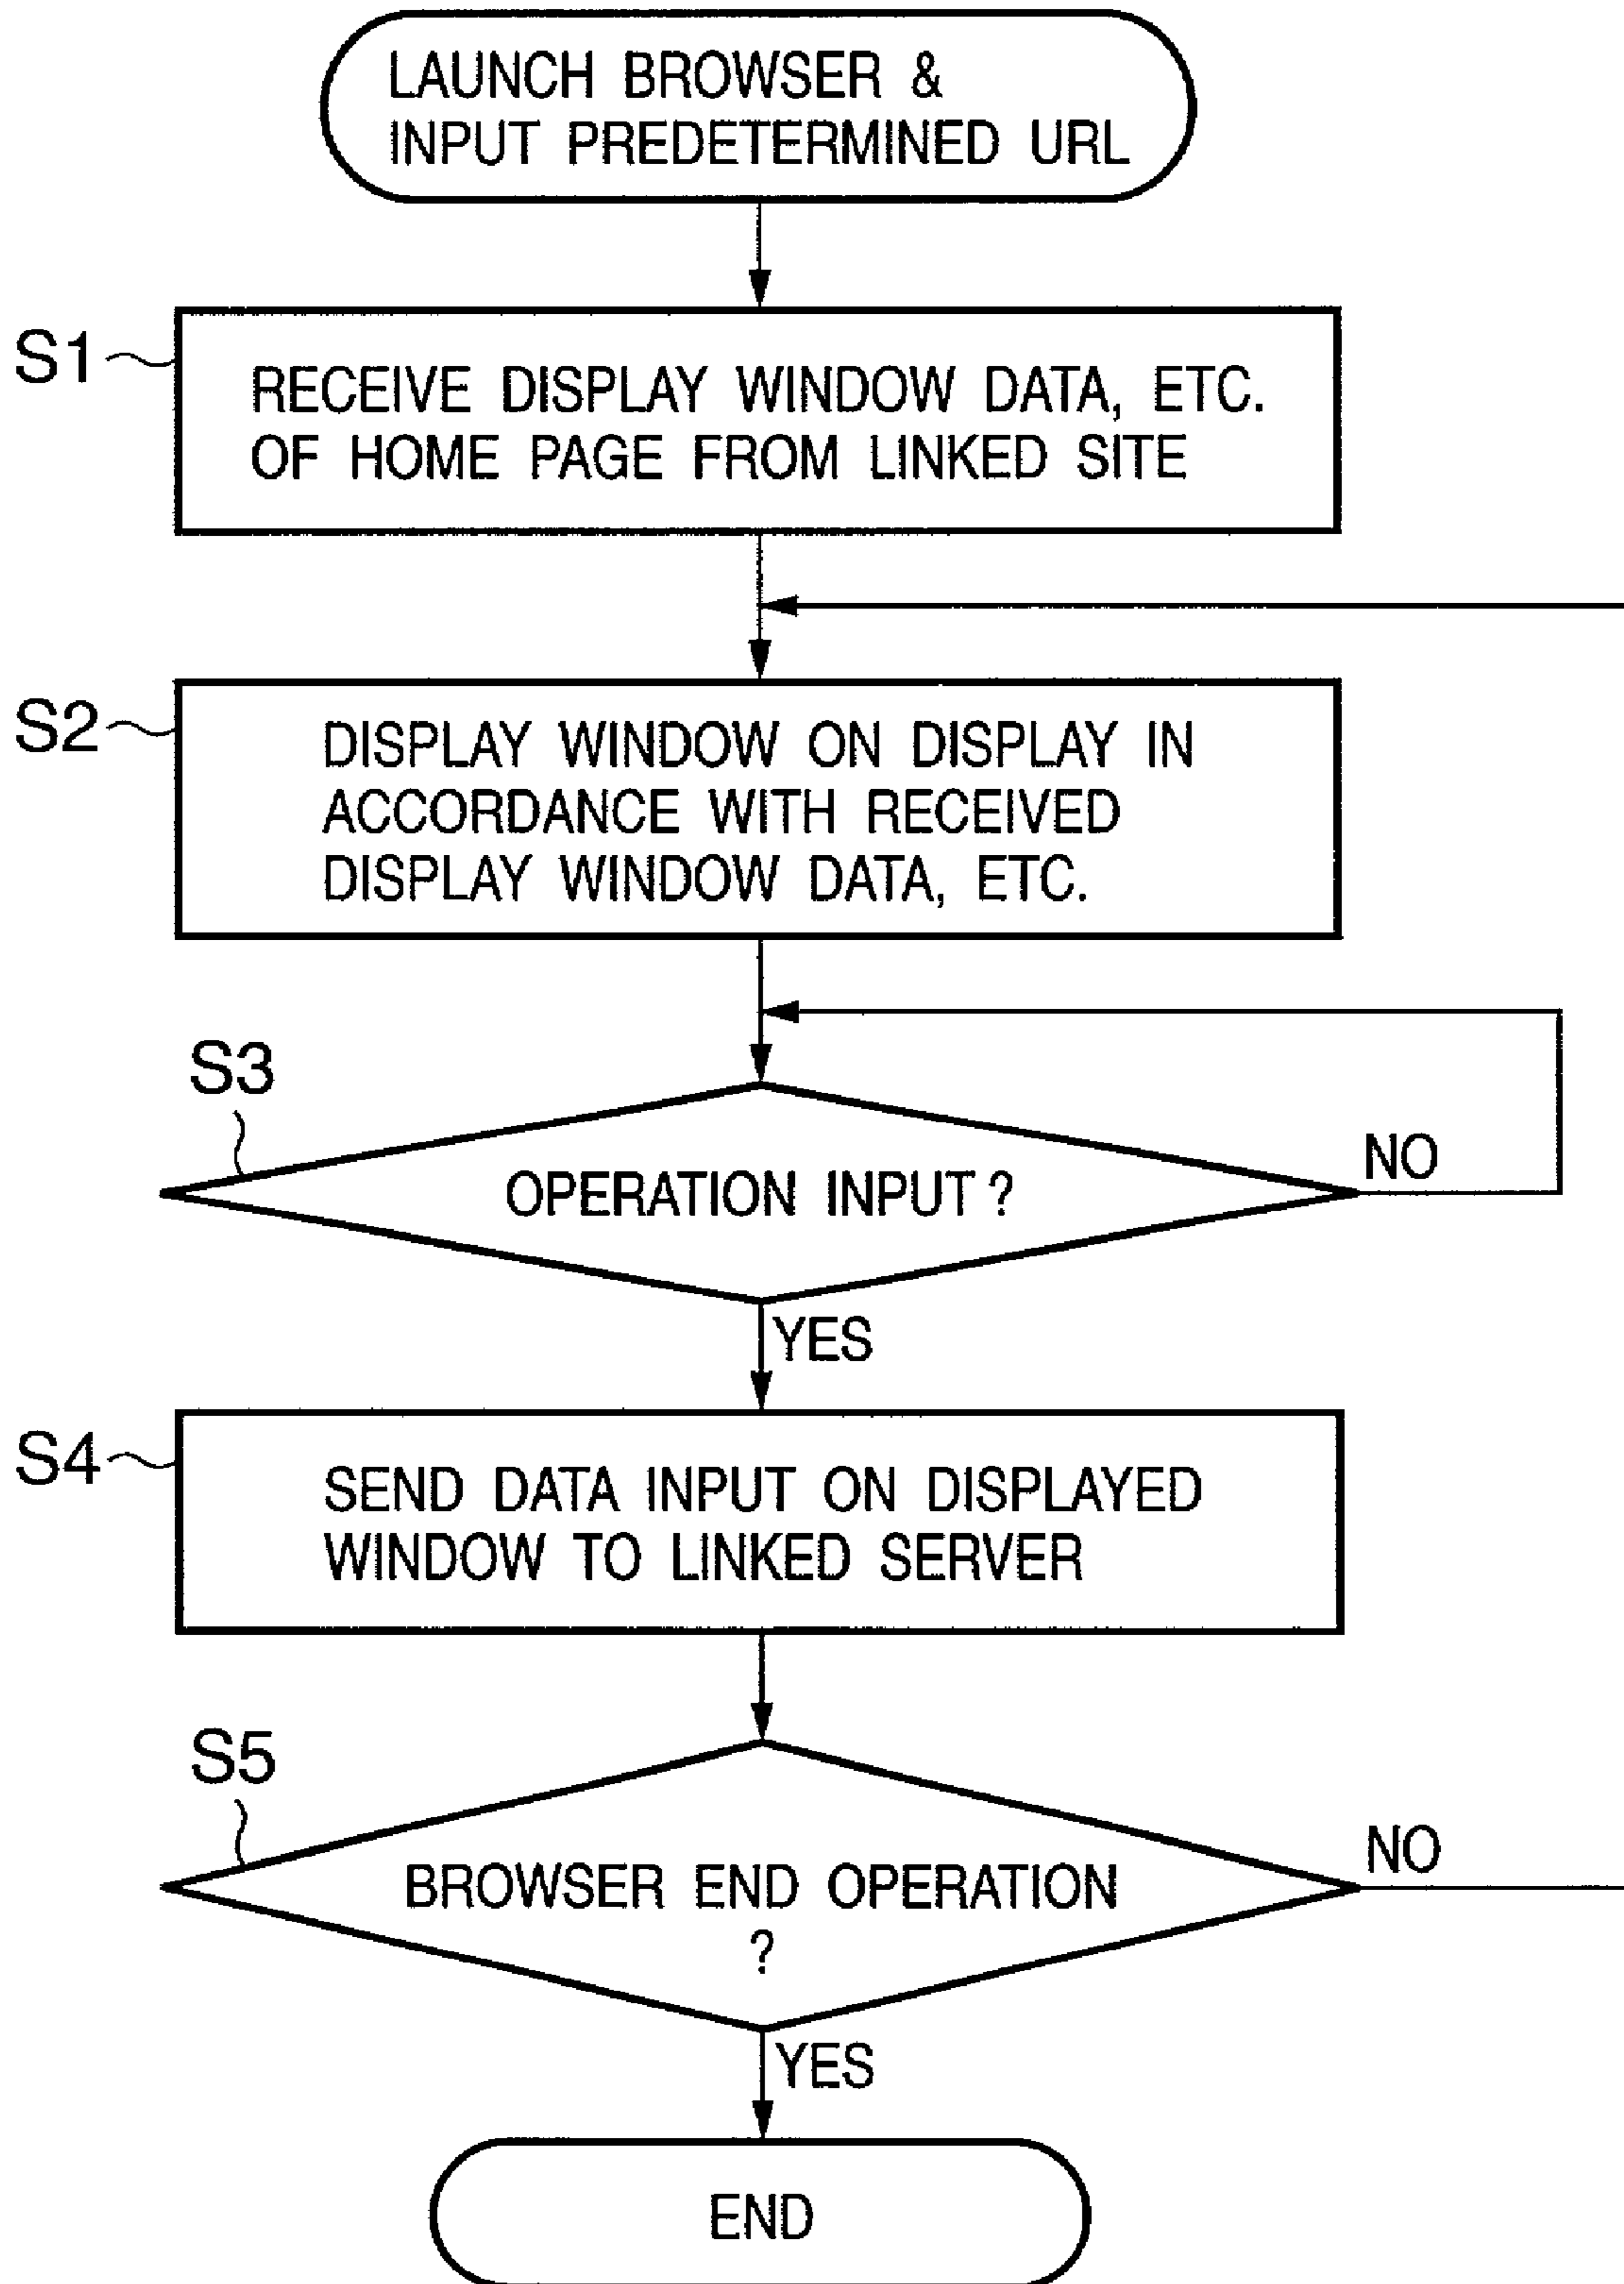 LAUNCH BROWSER &
INPUT PREDETERMINED URL
S1
RECEIVE DISPLAY WINDOW DATA, ETC.
OF HOME PAGE FROM LINKED SITE
S2
DISPLAY WINDOW ON DISPLAY IN
ACCORDANCE WITH RECEIVED
DISPLAY WINDOW DATA, ETC.
S3
OPERATION INPUT ?
NO
YES
S4
SEND DATA INPUT ON DISPLAYED
WINDOW TO LINKED SERVER
S5
BROWSER END OPERATION
?
NO
YES
END